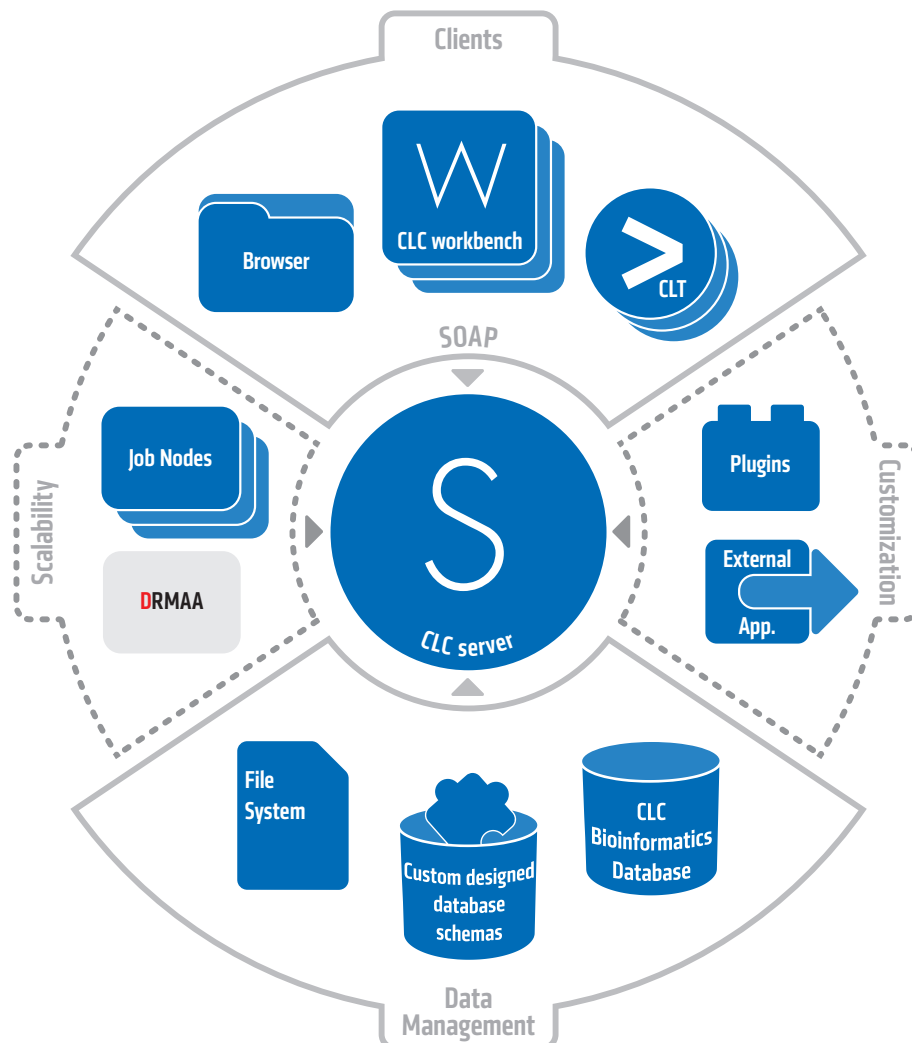 Clients
W
CLC workbench
Browser
>
CLT
SOAP
Job Nodes
DRMAA
Scalability
S
CLC server
Plugins
External
App.
Customization
File
System
Custom designed
database
schemas
CLC
Bioinformatics
Database
Data
Management